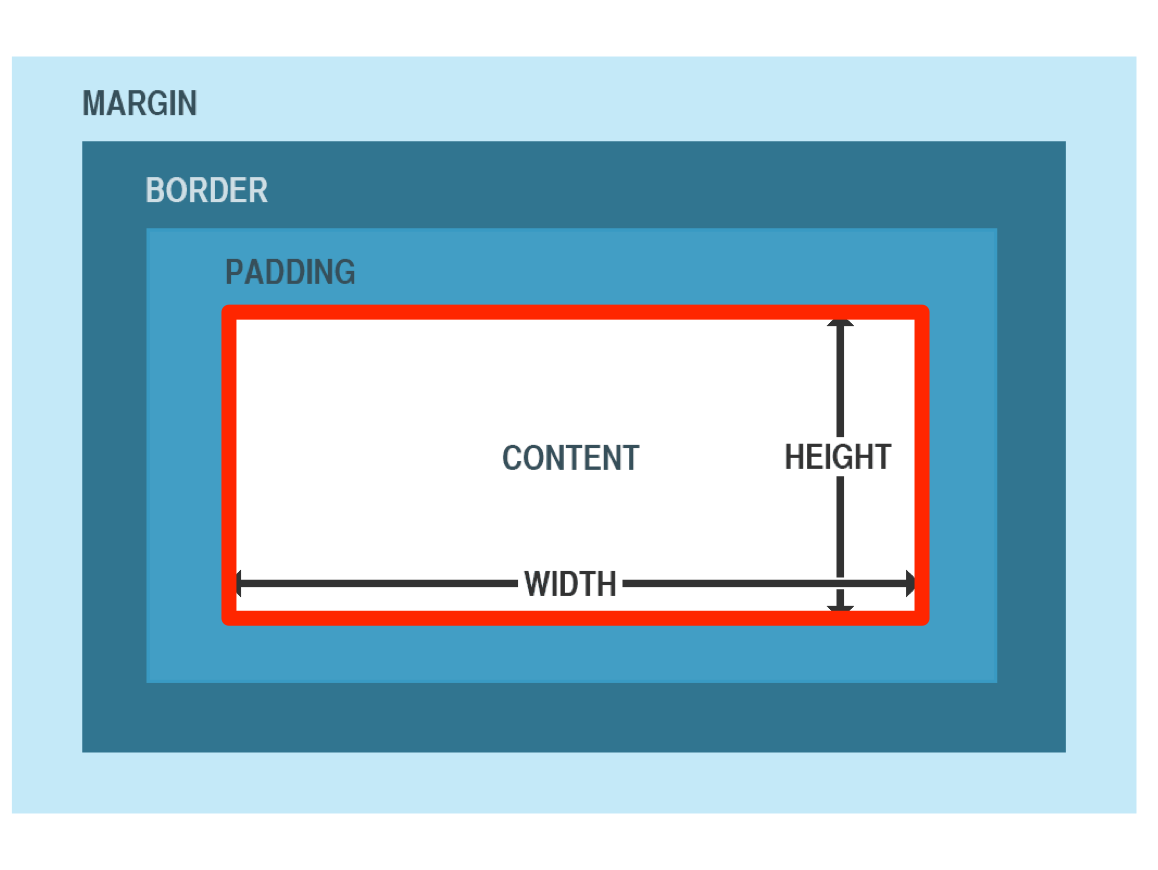 MARGIN
BORDER
PADDING
CONTENT
HEIGHT
WIDTH